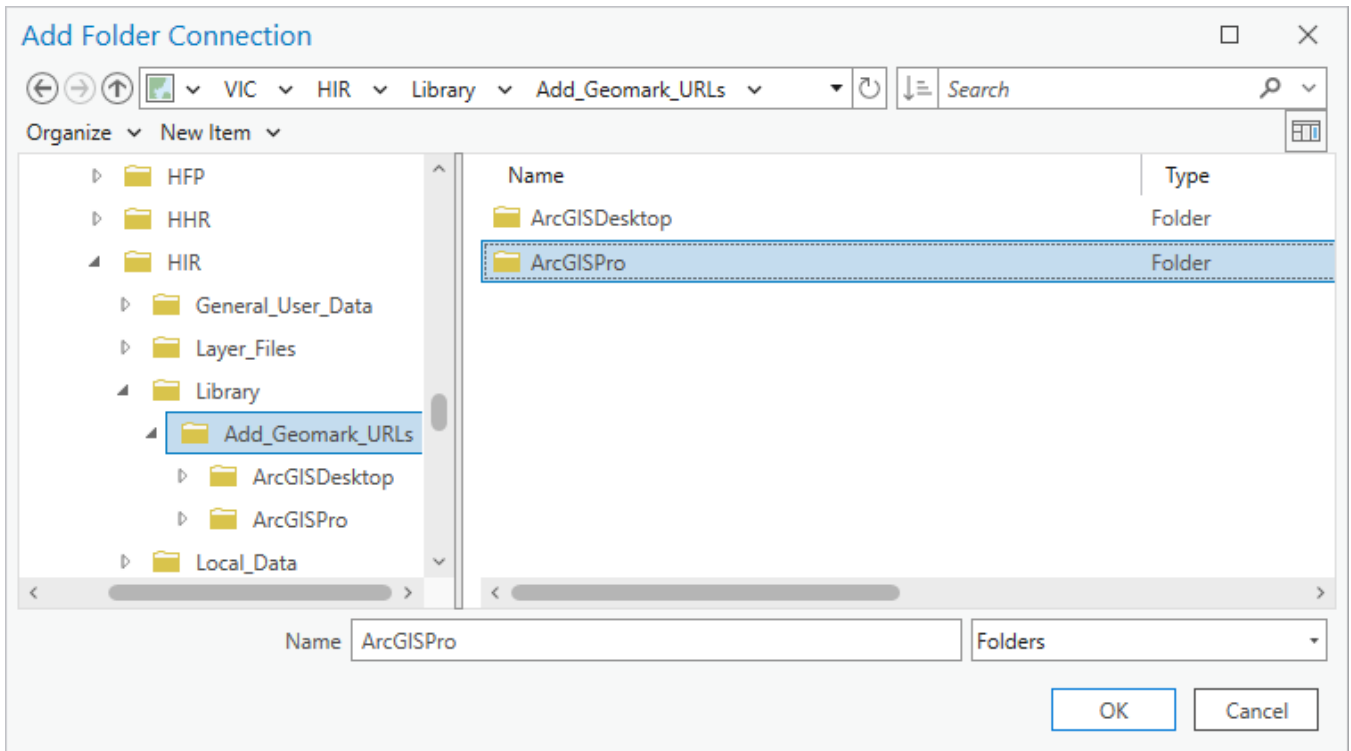 Add Folder Connection
VIC HIR Library Add_Geomark_URLs Search
Organize New Item
HFP
HHR
HIR
General_User_Data
Layer_Files
Library
Add_Geomark_URLs
ArcGISDesktop
ArcGISPro
Local_Data
Name Type
ArcGISDesktop Folder
ArcGISPro Folder
Name ArcGISPro Folders
OK Cancel